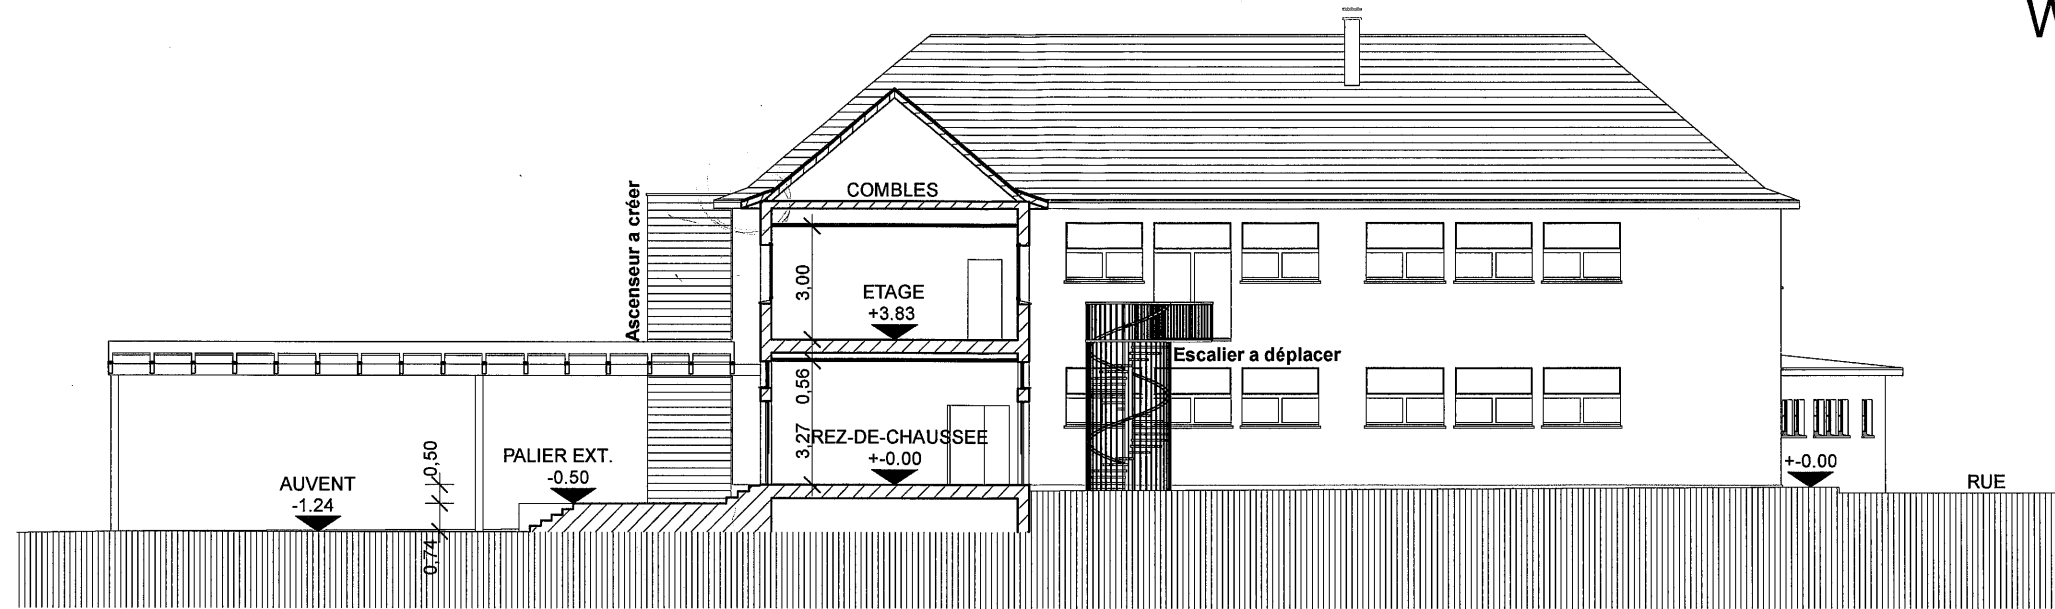 W
COMBLES
Ascenseur a créer
3,00
ETAGE
+3.83
Escalier a déplacer
0,56
3,27
REZ-DE-CHAUSSEE
+-0.00
PALIER EXT.
-0.50
0,50
AUVENT
-1.24
0,74
+-0.00
RUE